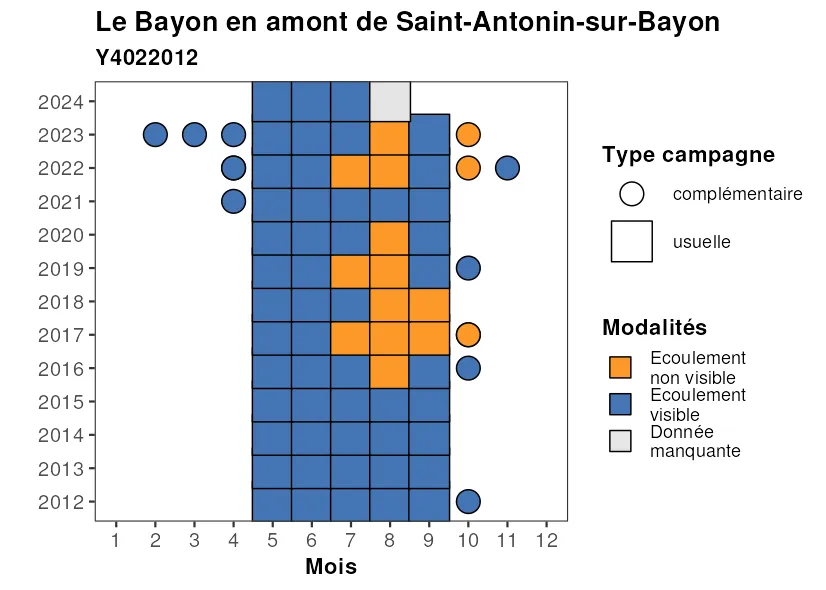 Le Bayon en amont de Saint-Antonin-sur-Bayon
Y4022012
2024
2023
2022
2021
2020
2019
2018
2017
2016
2015
2014
2013
2012
1 2 3 4 5 6 7 8 9 10 11 12
Mois
Type campagne
complémentaire
usuelle
Modalités
Ecoulement
non visible
Ecoulement
visible
Donnée
manquante